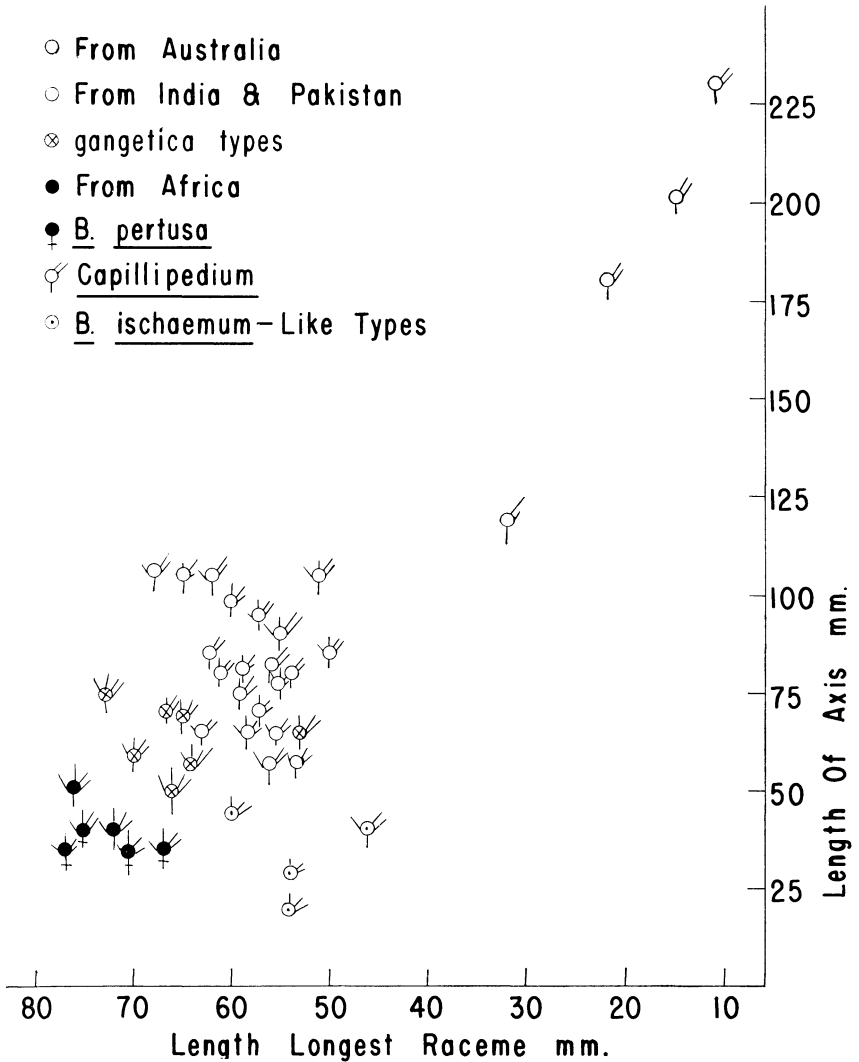 From Australia
From India & Pakistan
gangetica types
From Africa
B. pertusa
Capillipedium
B. ischaemum-Like Types
225
200
175
150
125
100
75
50
25
Length Of Axis mm.
80 70 60 50 40 30 20 10
Length Longest Raceme mm.